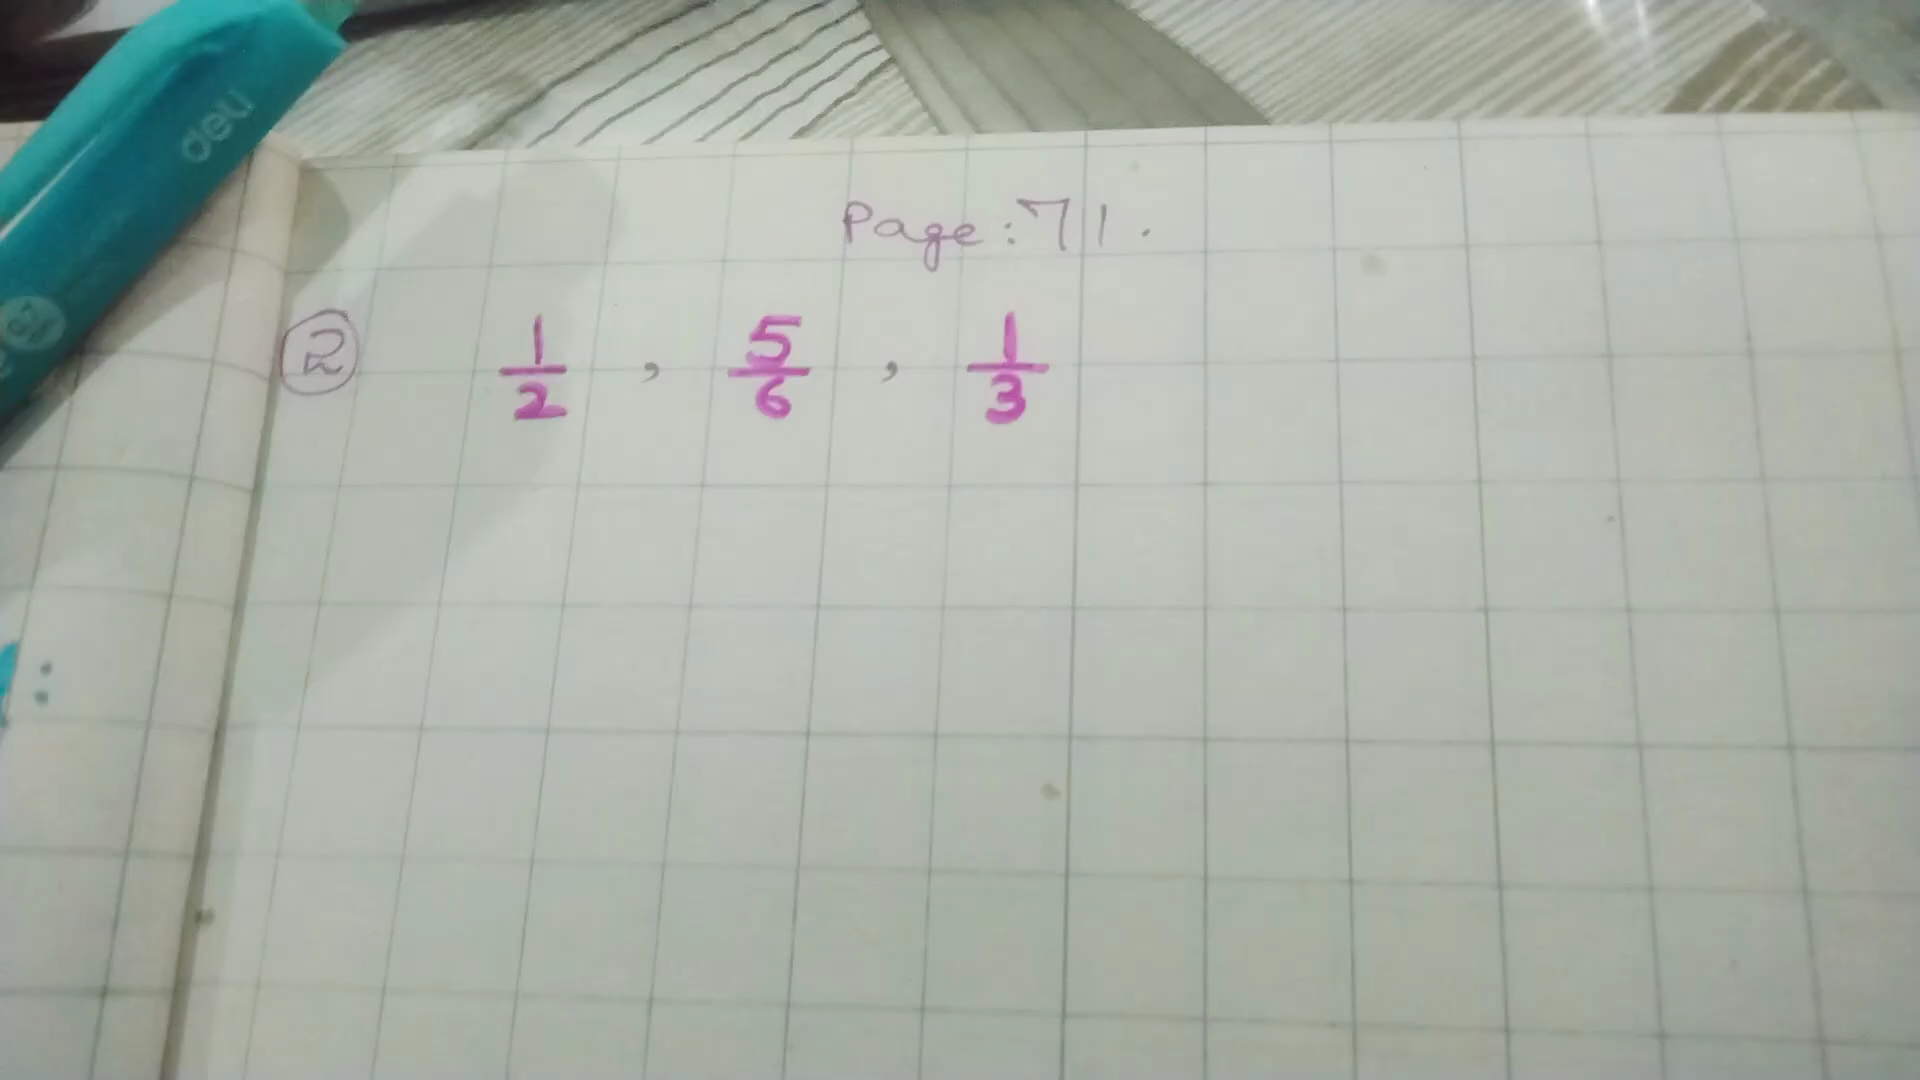 deli
Page: 71.
② 1/2 , 5/6 , 1/3